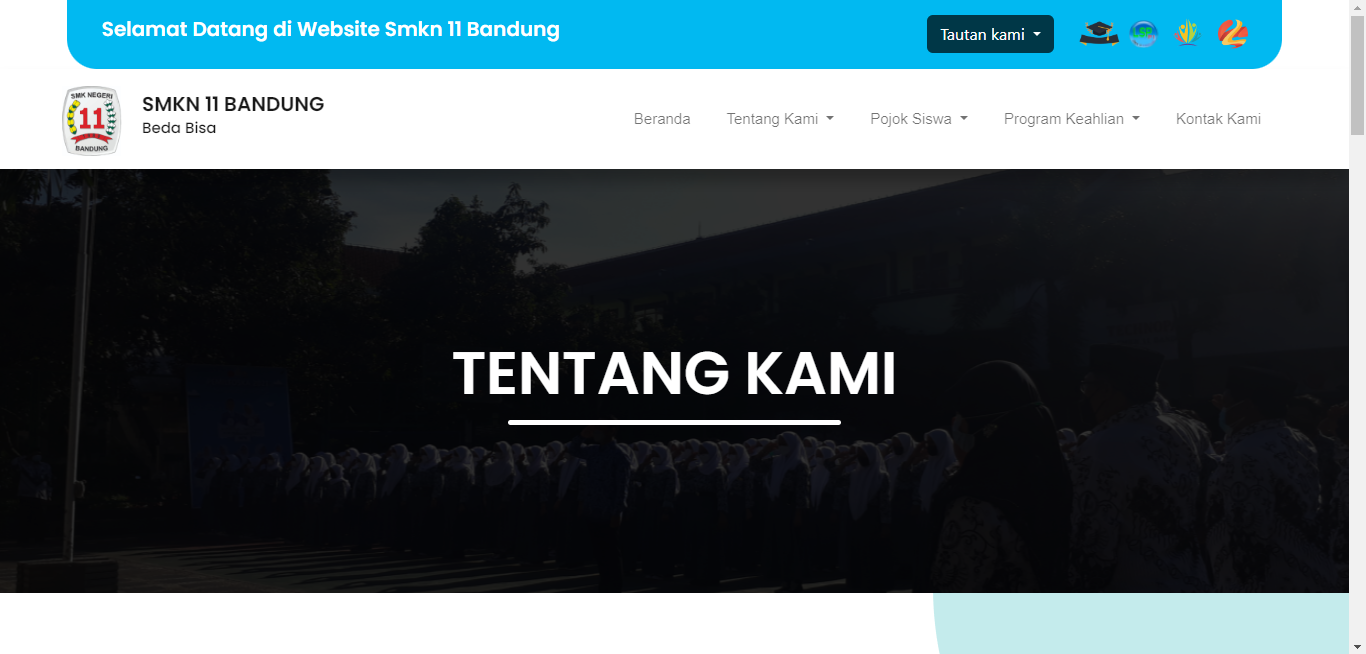 Selamat Datang di Website Smkn 11 Bandung
Tautan kami
SMK NEGERI
11
BANDUNG
SMKN 11 BANDUNG
Beda Bisa
Beranda
Tentang Kami
Pojok Siswa
Program Keahlian
Kontak Kami
TENTANG KAMI